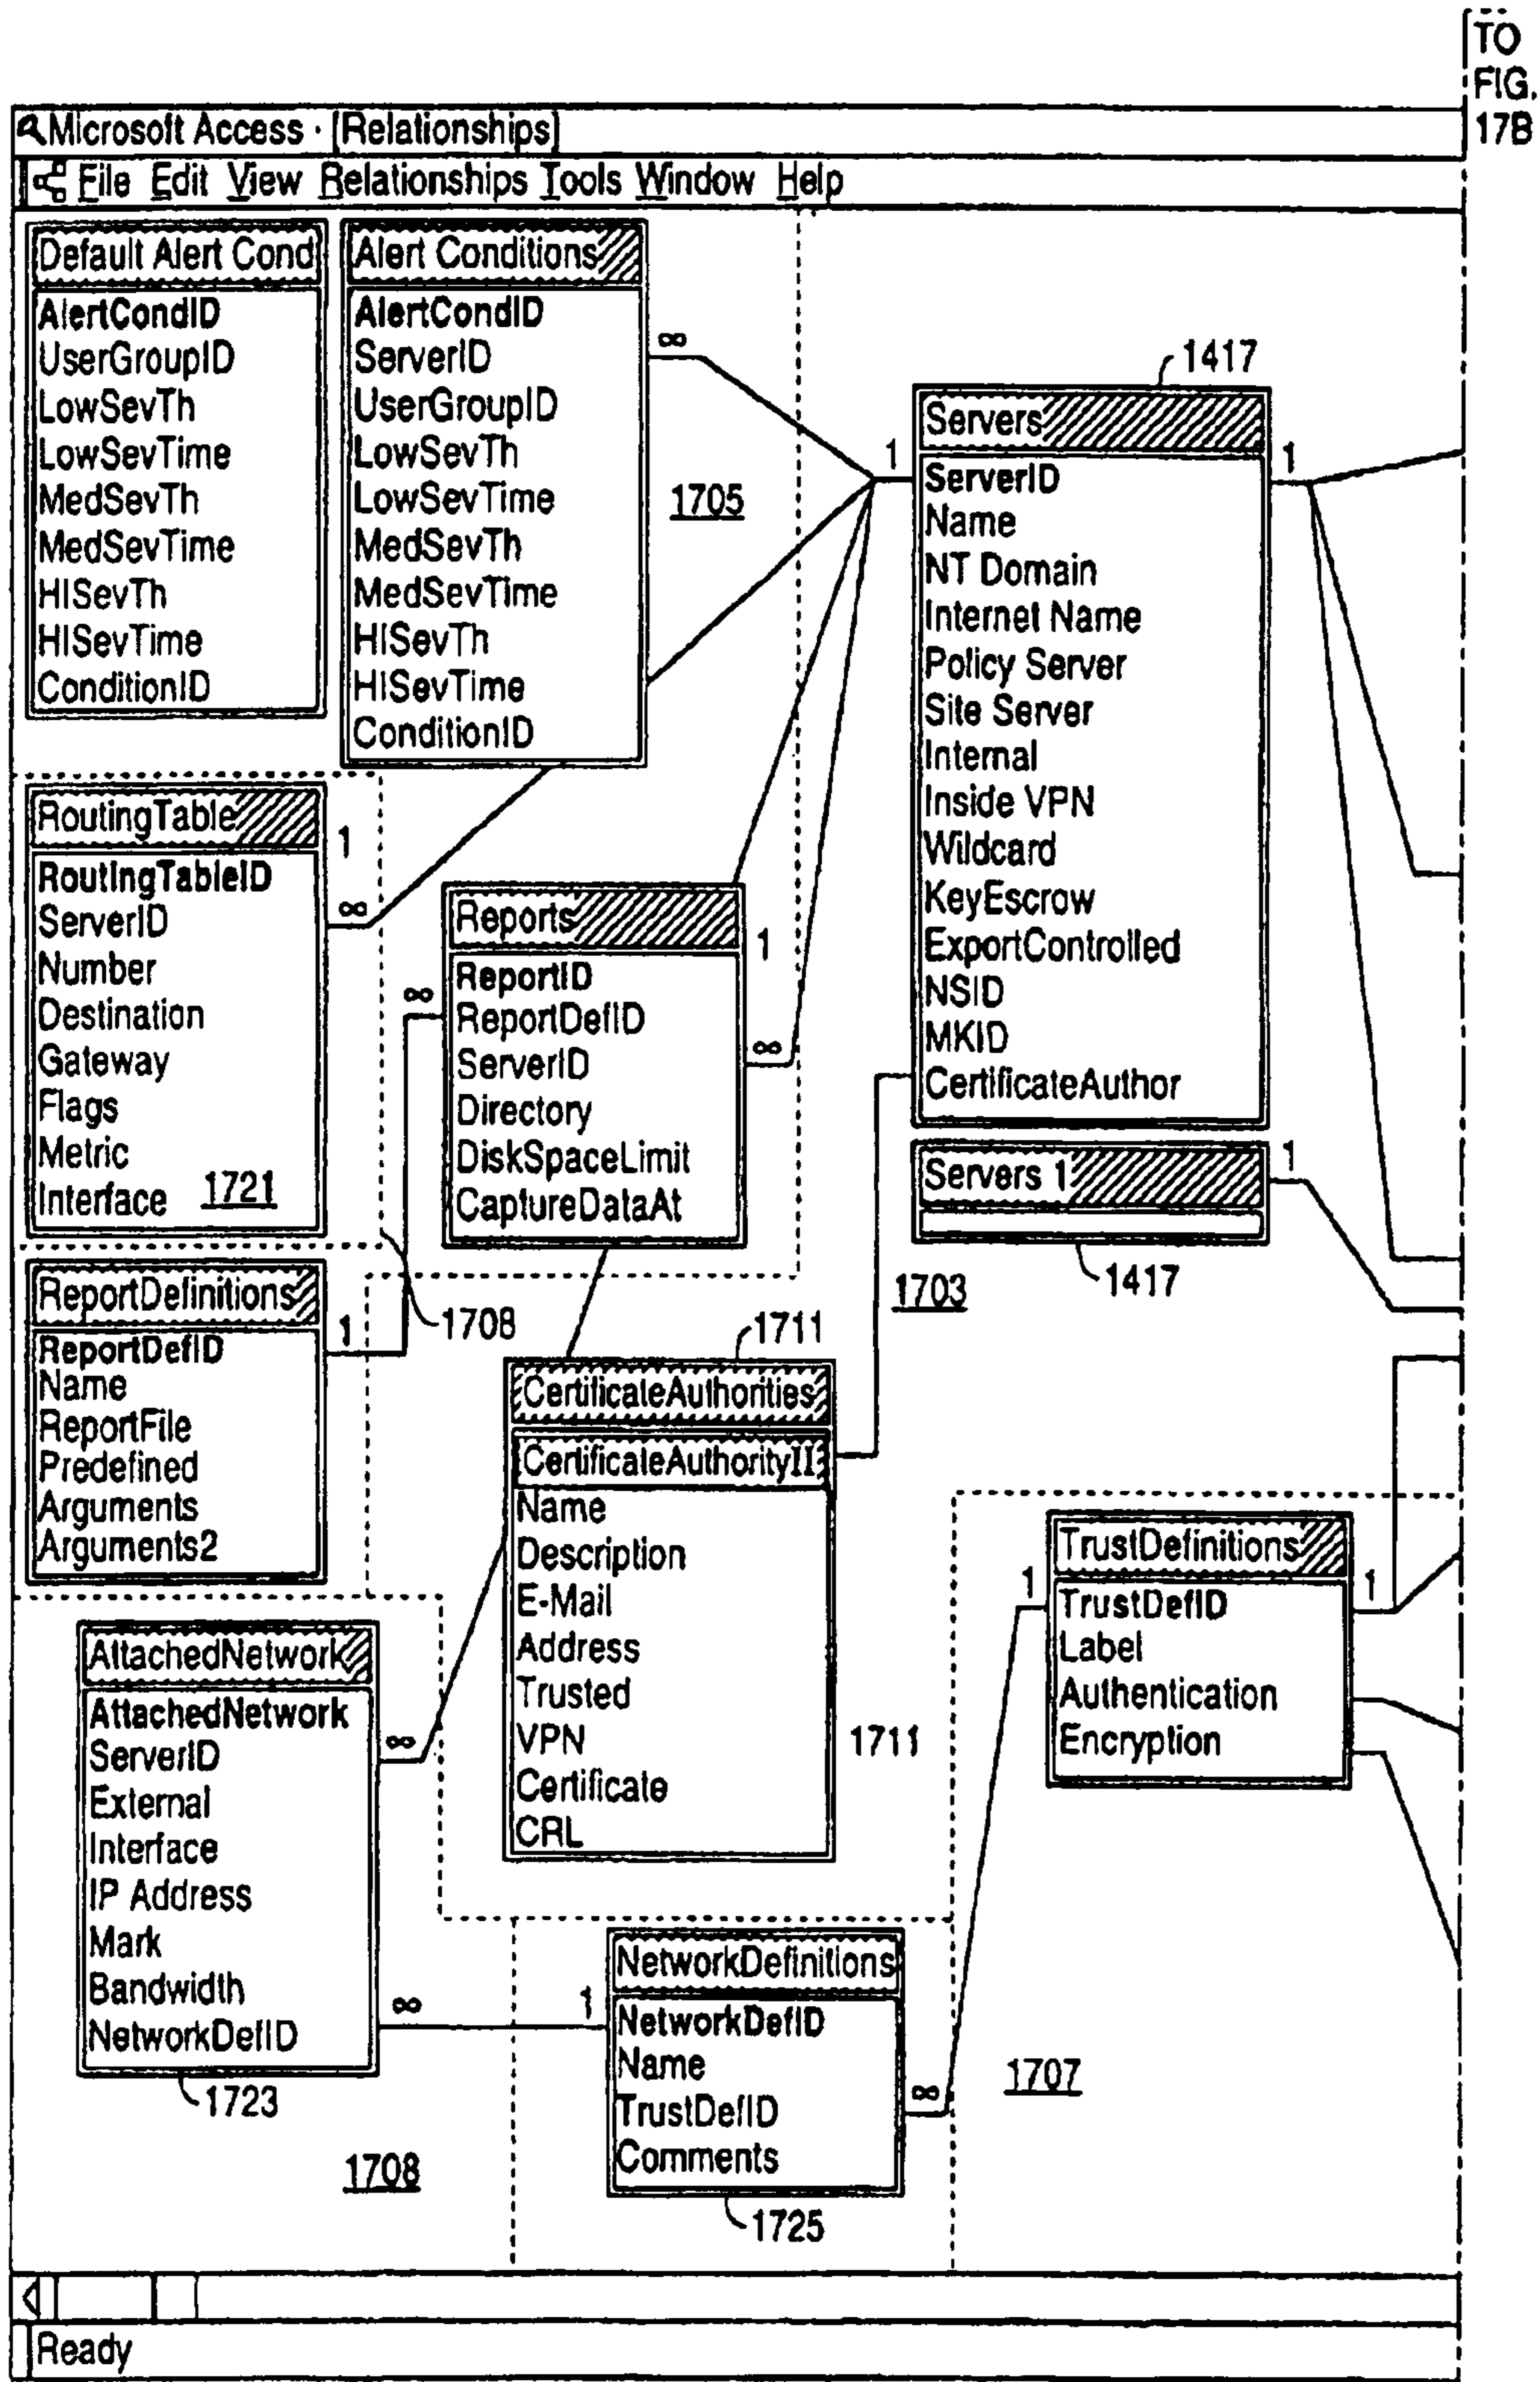 TO
FIG.
17B
Microsoft Access · [Relationships]
File Edit View Relationships Tools Window Help
Default Alert Cond
AlertCondID
UserGroupID
LowSevTh
LowSevTime
MedSevTh
MedSevTime
HISevTh
HISevTime
ConditionID
Alert Conditions
AlertCondID
ServerID
UserGroupID
LowSevTh
LowSevTime
MedSevTh
MedSevTime
HISevTh
HISevTime
ConditionID
∞
1705
1417
1
Servers
ServerID
Name
NT Domain
Internet Name
Policy Server
Site Server
Internal
Inside VPN
Wildcard
KeyEscrow
ExportControlled
NSID
MKID
CertificateAuthor
1
Servers 1
1
1417
1703
RoutingTable
1
RoutingTableID
ServerID
Number
Destination
Gateway
Flags
Metric
Interface
1721
∞
Reports
1
ReportID
ReportDefID
ServerID
Directory
DiskSpaceLimit
CaptureDataAt
∞
∞
1708
ReportDefinitions
1
ReportDefID
Name
ReportFile
Predefined
Arguments
Arguments2
1711
CertificateAuthorities
CertificateAuthorityII
Name
Description
E-Mail
Address
Trusted
VPN
Certificate
CRL
1711
TrustDefinitions
1
1
TrustDefID
Label
Authentication
Encryption
AttachedNetwork
AttachedNetwork
ServerID
External
Interface
IP Address
Mark
Bandwidth
NetworkDefID
∞
∞
1
1723
1708
NetworkDefinitions
NetworkDefID
Name
TrustDefID
Comments
∞
1725
1707
Ready